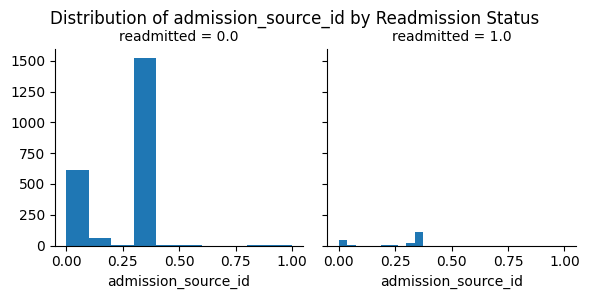 Distribution of admission_source_id by Readmission Status
readmitted = 0.0
readmitted = 1.0
1500
1250
1000
750
500
250
0
0.00 0.25 0.50 0.75 1.00
0.00 0.25 0.50 0.75 1.00
admission_source_id
admission_source_id